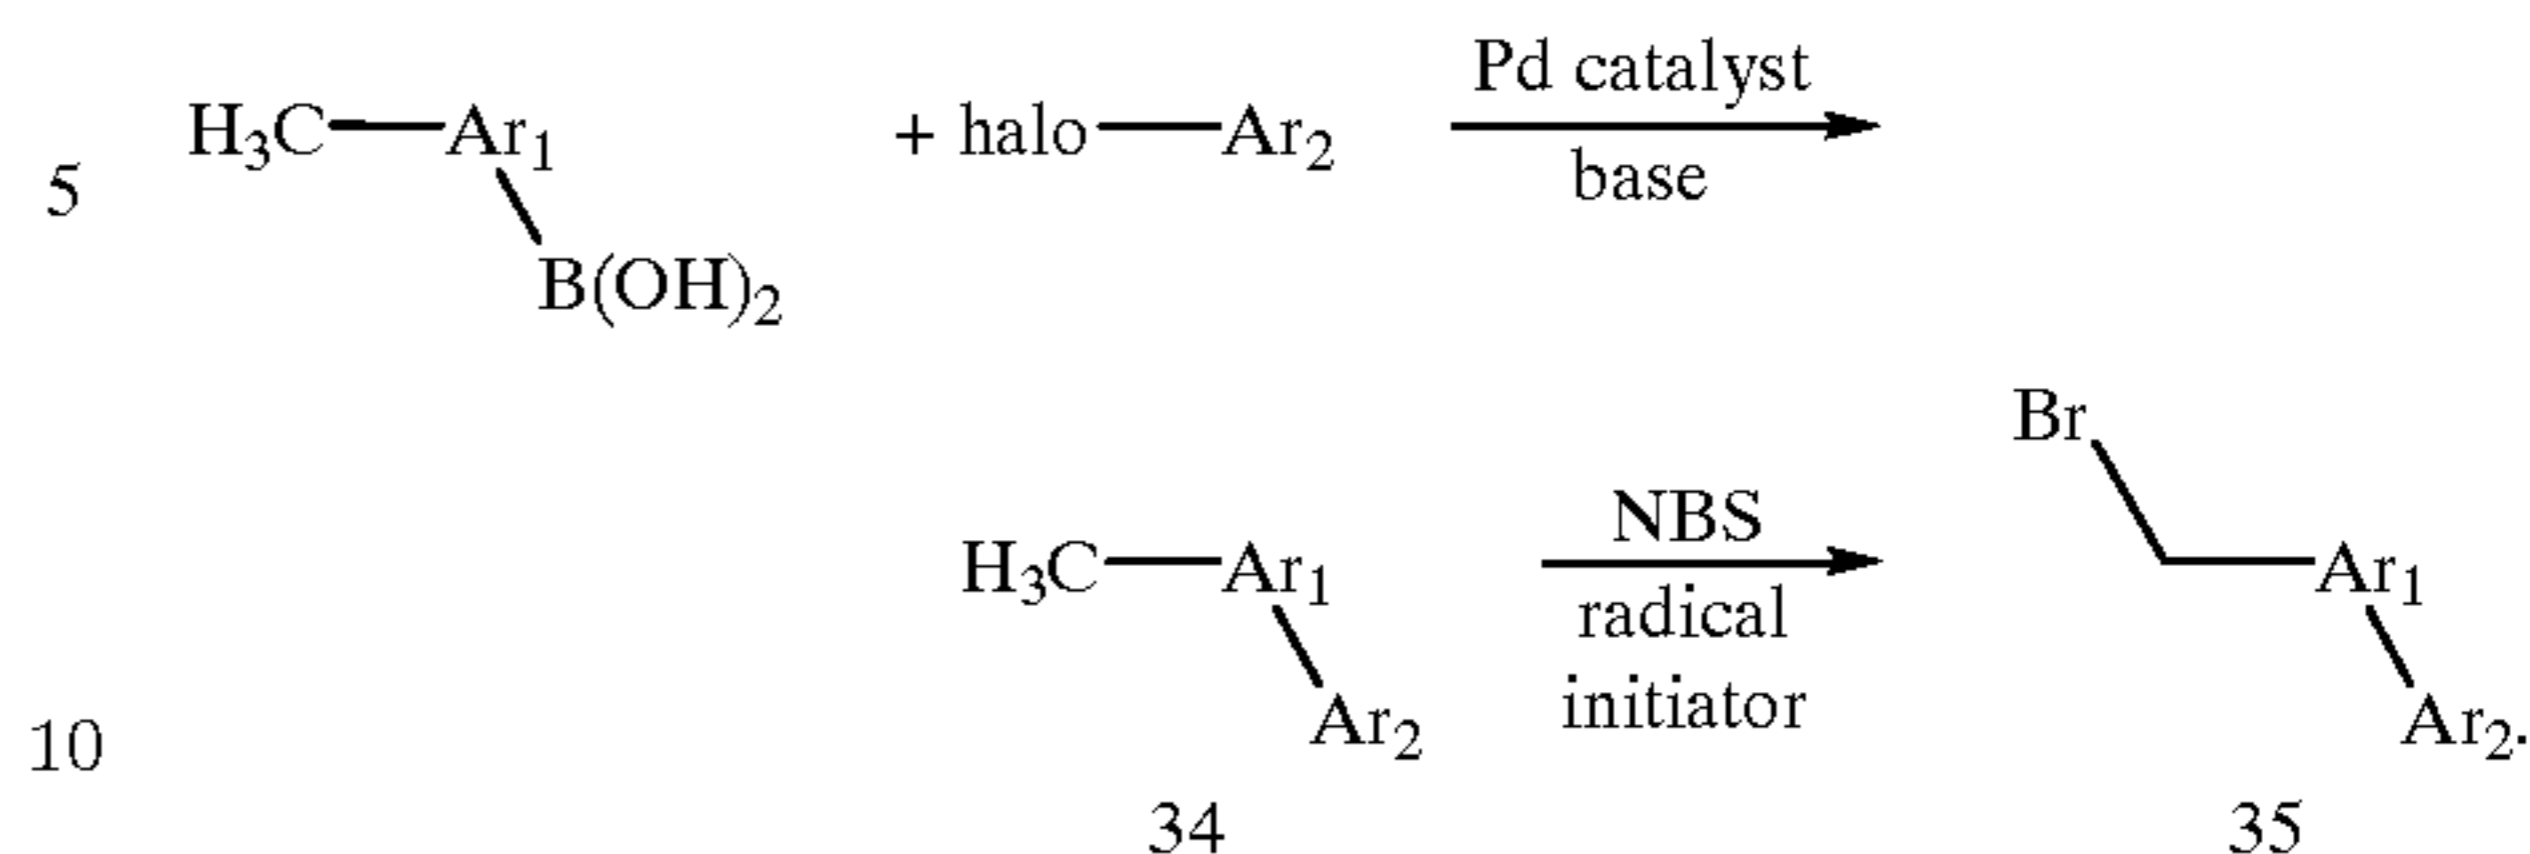 Pd catalyst
H₃C—Ar₁ + halo—Ar₂
base
5
B(OH)₂
Br
NBS
H₃C—Ar₁ Ar₁
radical
initiator
Ar₂ Ar₂.
10
34 35